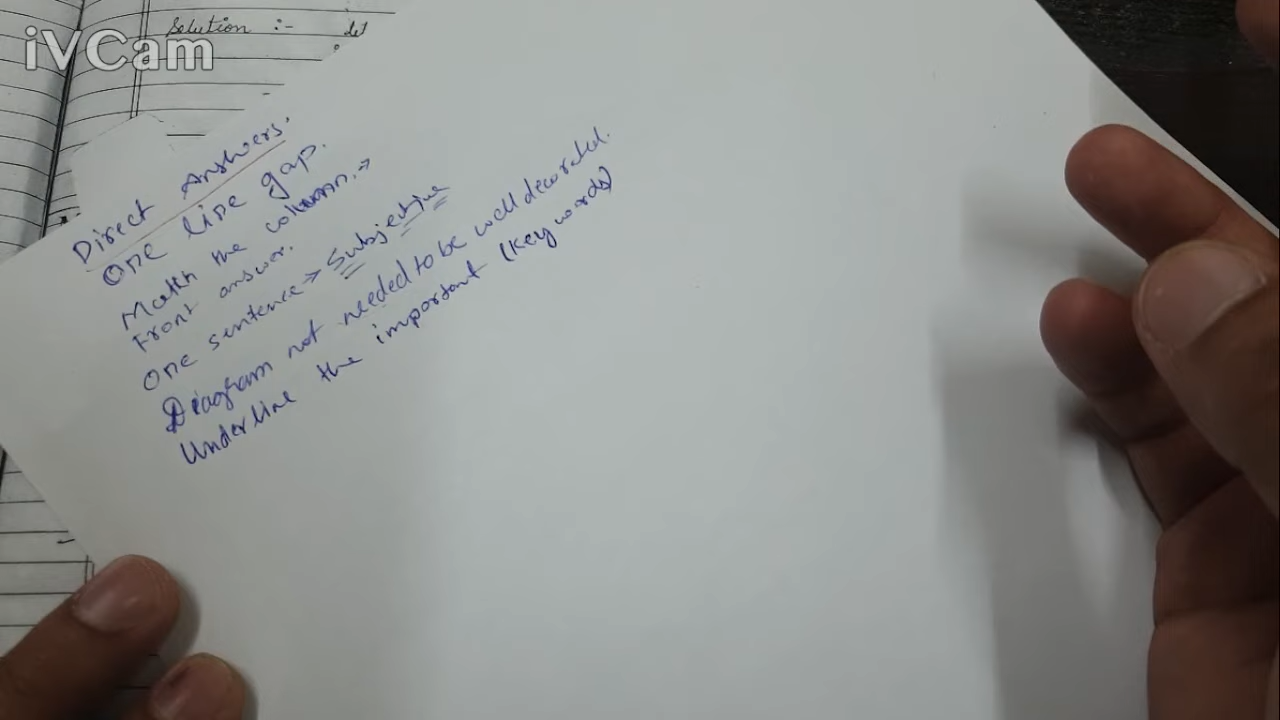 iVCam
Solution :-
Direct Answers.
One line gap.
Match the column. →
Front answer.
One sentence → Subjective
Diagram not needed to be well decorated.
Underline the important (Key words)